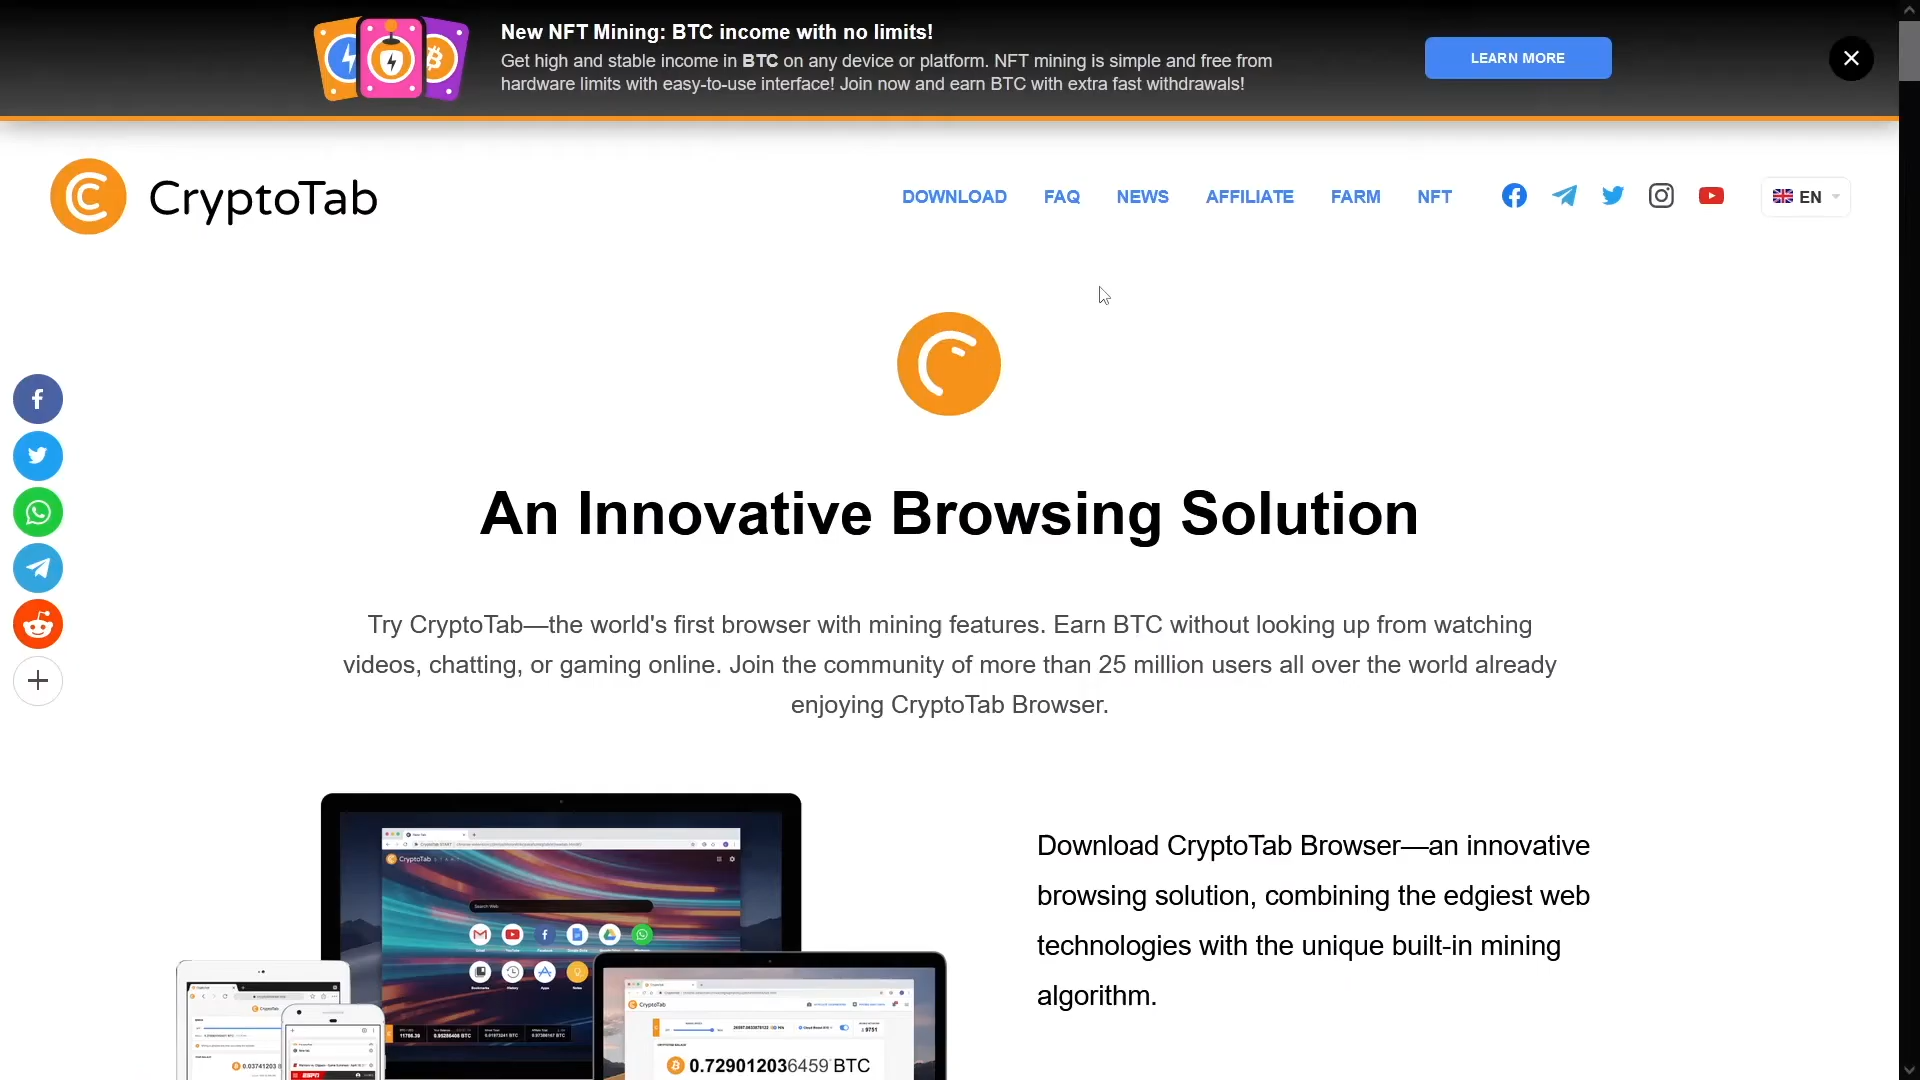 New NFT Mining: BTC income with no limits!
Get high and stable income in BTC on any device or platform. NFT mining is simple and free from
hardware limits with easy-to-use interface! Join now and earn BTC with extra fast withdrawals!
LEARN MORE
CryptoTab
DOWNLOAD FAQ NEWS AFFILIATE FARM NFT
EN
An Innovative Browsing Solution
Try CryptoTab—the world's first browser with mining features. Earn BTC without looking up from watching
videos, chatting, or gaming online. Join the community of more than 25 million users all over the world already
enjoying CryptoTab Browser.
Download CryptoTab Browser—an innovative
browsing solution, combining the edgiest web
technologies with the unique built-in mining
algorithm.
CryptoTab
Search Web
CryptoTab
0.729012036459 BTC
ESPN